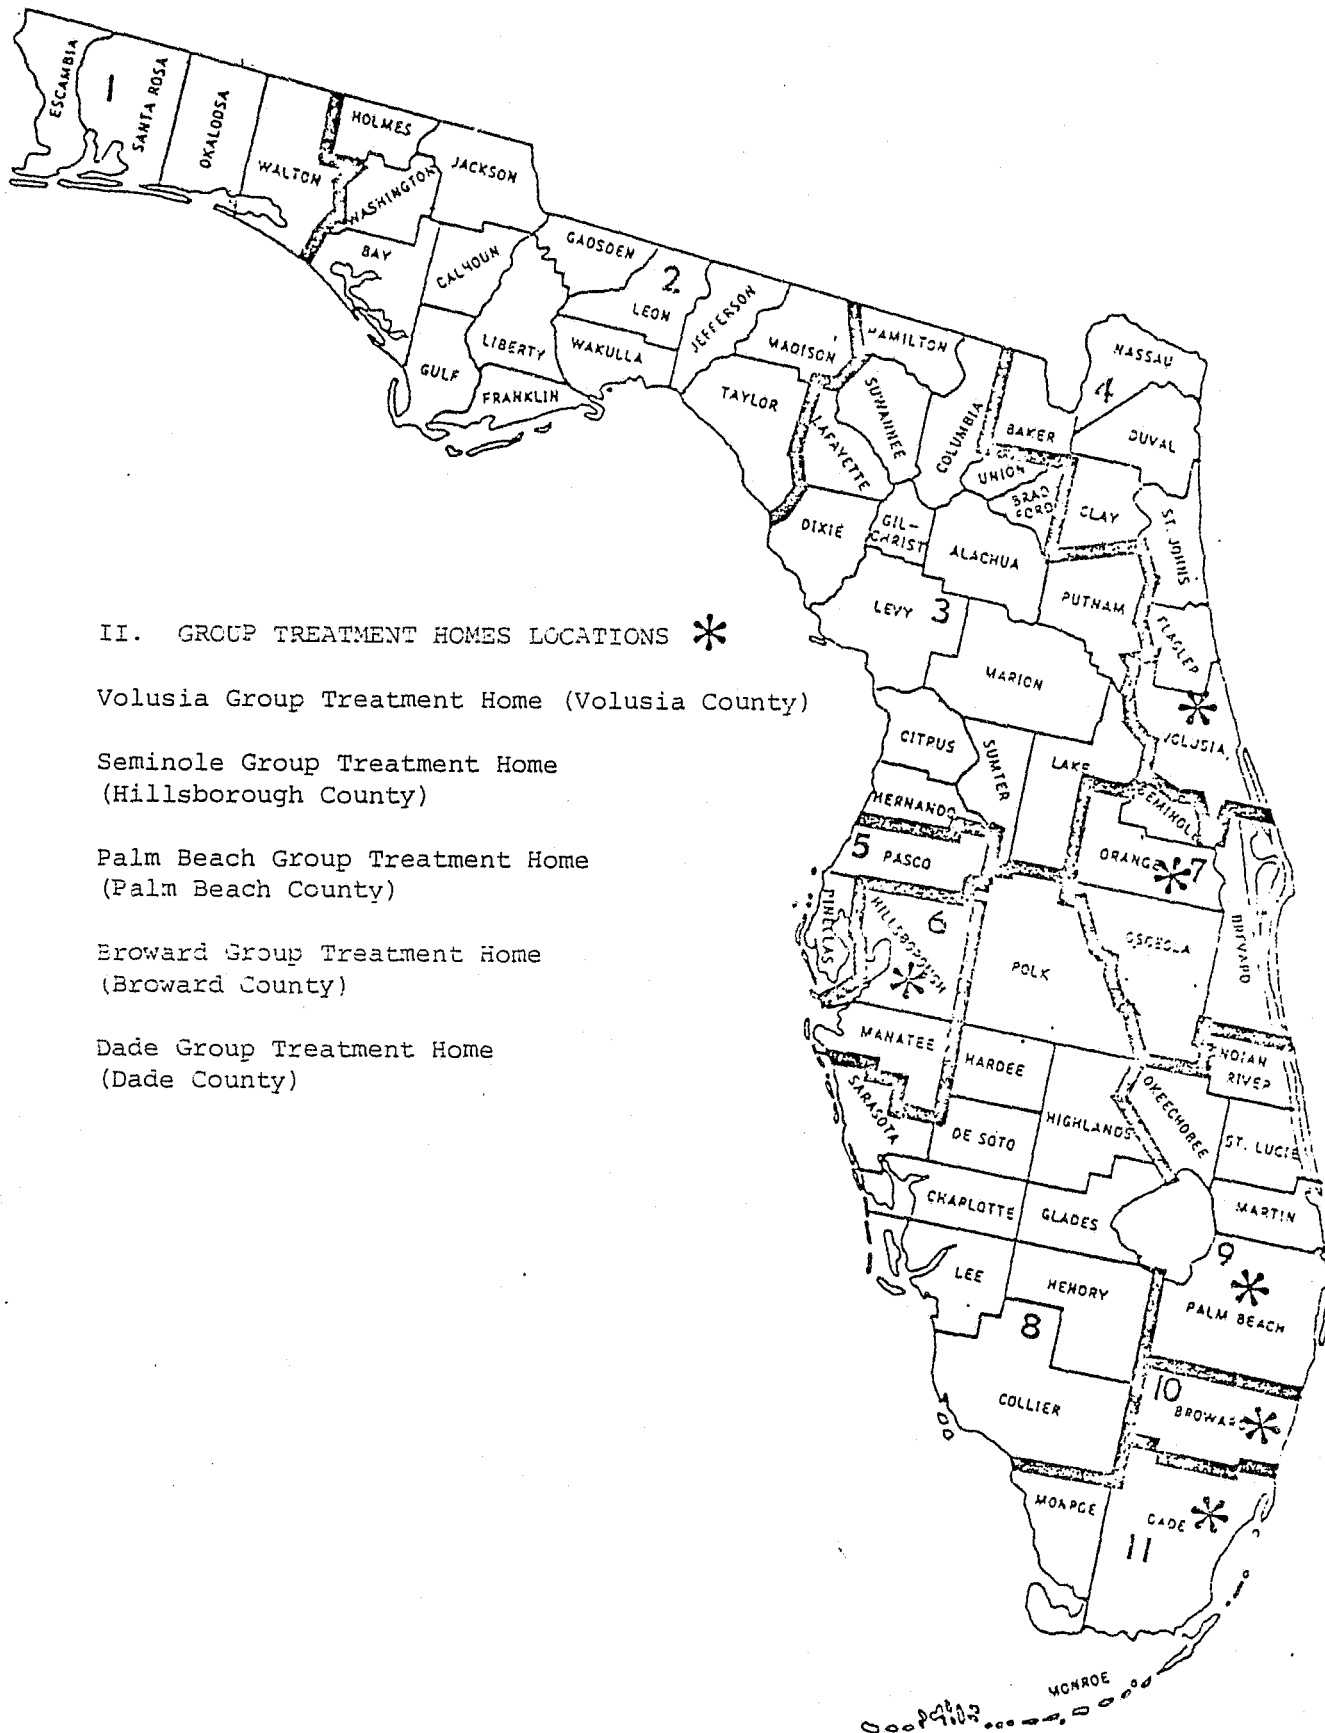 ESCAMBIA
1
SANTA ROSA
OKALOOSA
WALTON
HOLMES
WASHINGTON
JACKSON
BAY
CALHOUN
GULF
LIBERTY
FRANKLIN
GADSDEN
2
LEON
WAKULLA
JEFFERSON
MADISON
TAYLOR
HAMILTON
SUWANNEE
LAFAYETTE
COLUMBIA
BAKER
NASSAU
4
DUVAL
UNION
BRAD
FORD
CLAY
ST. JOHNS
DIXIE
GIL-
CHRIST
ALACHUA
PUTNAM
FLAGLER
LEVY 3
MARION
II. GROUP TREATMENT HOMES LOCATIONS *
Volusia Group Treatment Home (Volusia County)
Seminole Group Treatment Home
(Hillsborough County)
Palm Beach Group Treatment Home
(Palm Beach County)
Broward Group Treatment Home
(Broward County)
Dade Group Treatment Home
(Dade County)
*
VOLUSIA
CITRUS
SUMTER
LAKE
HERNANDO
SEMINOLE
5 PASCO
ORANGE * 7
PINELLAS
HILLSBOROUGH
6
*
POLK
OSCEOLA
BREVARD
MANATEE
HARDEE
INDIAN
RIVER
SARASOTA
DE SOTO
HIGHLANDS
OKEECHOBEE
ST. LUCIE
CHARLOTTE
GLADES
MARTIN
LEE
HENDRY
9
*
PALM BEACH
8
COLLIER
10
BROWARD *
MONROE
DADE *
11
MONROE